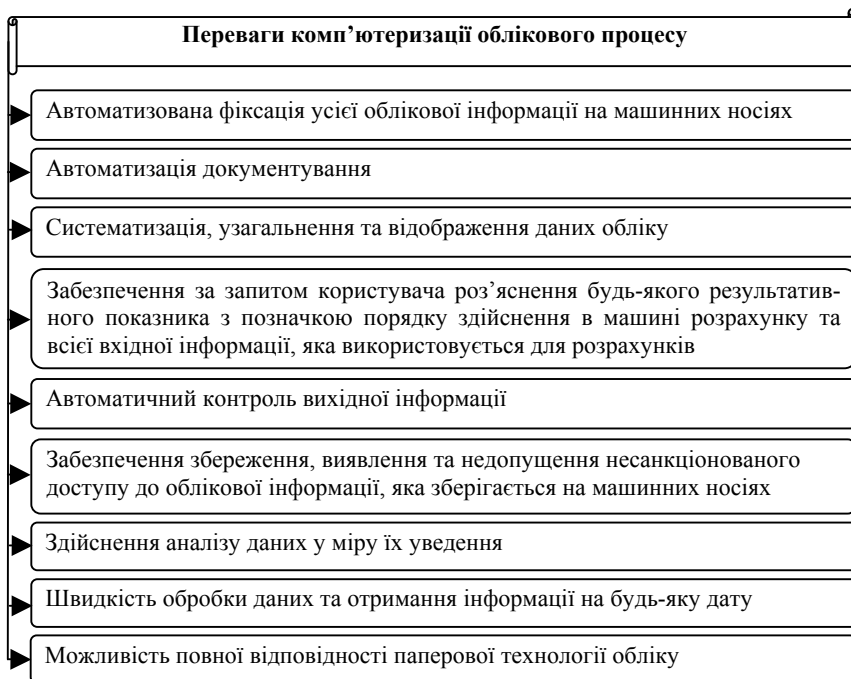 Переваги комп’ютеризації облікового процесу
Автоматизована фіксація усієї облікової інформації на машинних носіях
Автоматизація документування
Систематизація, узагальнення та відображення даних обліку
Забезпечення за запитом користувача роз’яснення будь-якого результатив-
ного показника з позначкою порядку здійснення в машині розрахунку та
всієї вхідної інформації, яка використовується для розрахунків
Автоматичний контроль вихідної інформації
Забезпечення збереження, виявлення та недопущення несанкціонованого
доступу до облікової інформації, яка зберігається на машинних носіях
Здійснення аналізу даних у міру їх уведення
Швидкість обробки даних та отримання інформації на будь-яку дату
Можливість повної відповідності паперової технології обліку